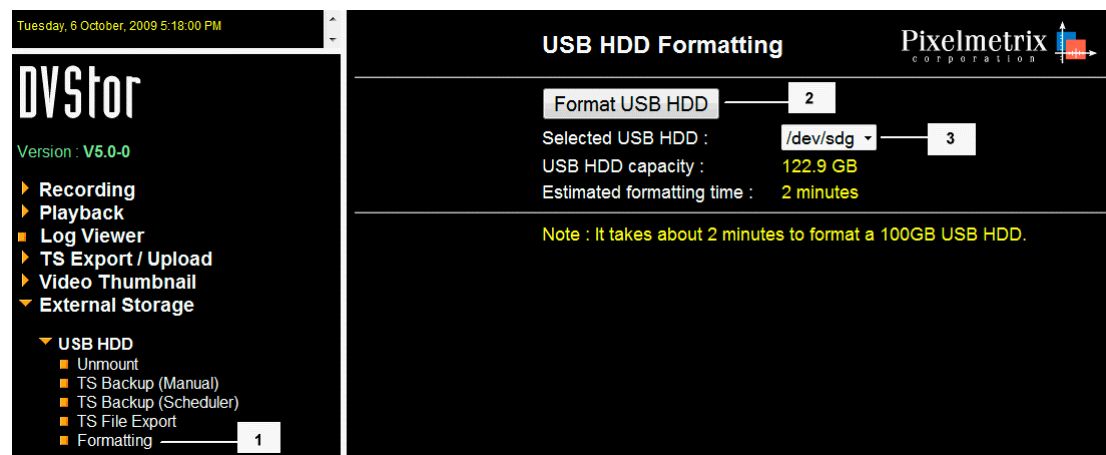 Tuesday, 6 October, 2009 5:18:00 PM
DVStor
Version : V5.0-0
Recording
Playback
Log Viewer
TS Export / Upload
Video Thumbnail
External Storage
USB HDD
Unmount
TS Backup (Manual)
TS Backup (Scheduler)
TS File Export
Formatting
1
USB HDD Formatting
Pixelmetrix
corporation
Format USB HDD
2
Selected USB HDD : /dev/sdg
3
USB HDD capacity : 122.9 GB
Estimated formatting time : 2 minutes
Note : It takes about 2 minutes to format a 100GB USB HDD.